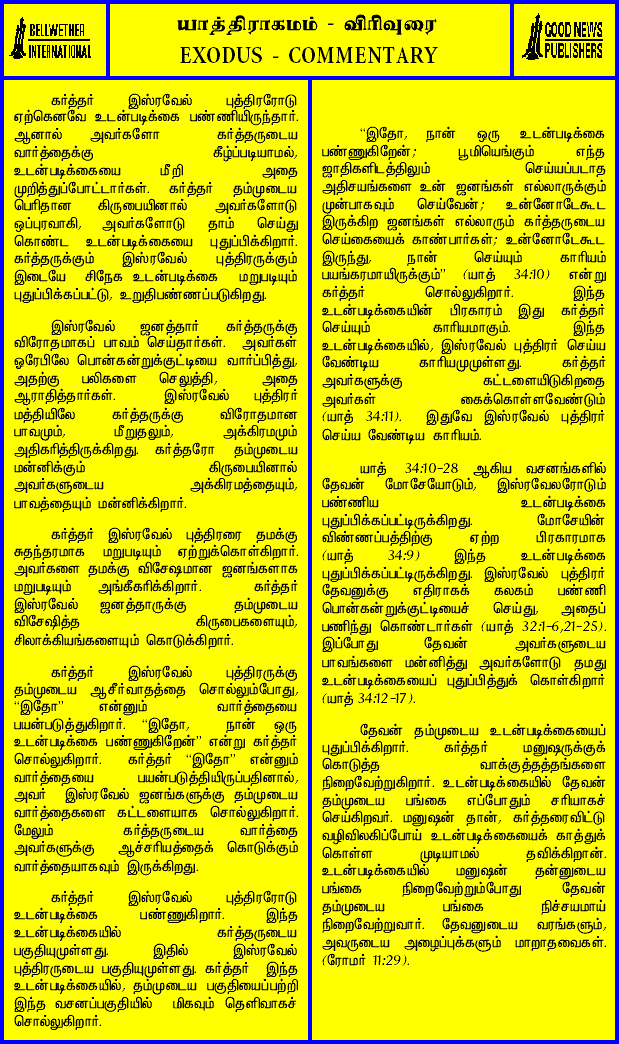 BELLWETHER
INTERNATIONAL
யாத்திராகமம் - விரிவுரை
EXODUS - COMMENTARY
GOOD NEWS
PUBLISHERS
கர்த்தர் இஸ்ரவேல் புத்திரரோடு
ஏற்கெனவே உடன்படிக்கை பண்ணியிருந்தார்.
ஆனால் அவர்களோ கர்த்தருடைய
வார்த்தைக்கு கீழ்ப்படியாமல்,
உடன்படிக்கையை மீறி அதை
முறித்துப்போட்டார்கள். கர்த்தர் தம்முடைய
பெரிதான கிருபையினால் அவர்களோடு
ஒப்புரவாகி, அவர்களோடு தாம் செய்து
கொண்ட உடன்படிக்கையை புதுப்பிக்கிறார்.
கர்த்தருக்கும் இஸ்ரவேல் புத்திரருக்கும்
இடையே சிநேக உடன்படிக்கை மறுபடியும்
புதுப்பிக்கப்பட்டு, உறுதிபண்ணப்படுகிறது.
இஸ்ரவேல் ஜனத்தார் கர்த்தருக்கு
விரோதமாகப் பாவம் செய்தார்கள். அவர்கள்
ஓரேபிலே பொன்கன்றுக்குட்டியை வார்ப்பித்து,
அதற்கு பலிகளை செலுத்தி, அதை
ஆராதித்தார்கள். இஸ்ரவேல் புத்திரர்
மத்தியிலே கர்த்தருக்கு விரோதமான
பாவமும், மீறுதலும், அக்கிரமமும்
அதிகரித்திருக்கிறது. கர்த்தரோ தம்முடைய
மன்னிக்கும் கிருபையினால்
அவர்களுடைய அக்கிரமத்தையும்,
பாவத்தையும் மன்னிக்கிறார்.
கர்த்தர் இஸ்ரவேல் புத்திரரை தமக்கு
சுதந்தரமாக மறுபடியும் ஏற்றுக்கொள்கிறார்.
அவர்களை தமக்கு விசேஷமான ஜனங்களாக
மறுபடியும் அங்கீகரிக்கிறார். கர்த்தர்
இஸ்ரவேல் ஜனத்தாருக்கு தம்முடைய
விசேஷித்த கிருபைகளையும்,
சிலாக்கியங்களையும் கொடுக்கிறார்.
கர்த்தர் இஸ்ரவேல் புத்திரருக்கு
தம்முடைய ஆசீர்வாதத்தை சொல்லும்போது,
“இதோ” என்னும் வார்த்தையை
பயன்படுத்துகிறார். “இதோ, நான் ஒரு
உடன்படிக்கை பண்ணுகிறேன்” என்று கர்த்தர்
சொல்லுகிறார். கர்த்தர் “இதோ” என்னும்
வார்த்தையை பயன்படுத்தியிருப்பதினால்,
அவர் இஸ்ரவேல் ஜனங்களுக்கு தம்முடைய
வார்த்தைகளை கட்டளையாக சொல்லுகிறார்.
மேலும் கர்த்தருடைய வார்த்தை
அவர்களுக்கு ஆச்சரியத்தைக் கொடுக்கும்
வார்த்தையாகவும் இருக்கிறது.
கர்த்தர் இஸ்ரவேல் புத்திரரோடு
உடன்படிக்கை பண்ணுகிறார். இந்த
உடன்படிக்கையில் கர்த்தருடைய
பகுதியுமுள்ளது. இதில் இஸ்ரவேல்
புத்திரருடைய பகுதியுமுள்ளது. கர்த்தர் இந்த
உடன்படிக்கையில், தம்முடைய பகுதியைப்பற்றி
இந்த வசனப்பகுதியில் மிகவும் தெளிவாகச்
சொல்லுகிறார்.
“இதோ, நான் ஒரு உடன்படிக்கை
பண்ணுகிறேன்; பூமியெங்கும் எந்த
ஜாதிகளிடத்திலும் செய்யப்படாத
அதிசயங்களை உன் ஜனங்கள் எல்லாருக்கும்
முன்பாகவும் செய்வேன்; உன்னோடேகூட
இருக்கிற ஜனங்கள் எல்லாரும் கர்த்தருடைய
செய்கையைக் காண்பார்கள்; உன்னோடேகூட
இருந்து, நான் செய்யும் காரியம்
பயங்கரமாயிருக்கும்” (யாத் 34:10) என்று
கர்த்தர் சொல்லுகிறார். இந்த
உடன்படிக்கையின் பிரகாரம் இது கர்த்தர்
செய்யும் காரியமாகும். இந்த
உடன்படிக்கையில், இஸ்ரவேல் புத்திரர் செய்ய
வேண்டிய காரியமுமுள்ளது. கர்த்தர்
அவர்களுக்கு கட்டளையிடுகிறதை
அவர்கள் கைக்கொள்ளவேண்டும்
(யாத் 34:11). இதுவே இஸ்ரவேல் புத்திரர்
செய்ய வேண்டிய காரியம்.
யாத் 34:10-28 ஆகிய வசனங்களில்
தேவன் மோசேயோடும், இஸ்ரவேலரோடும்
பண்ணிய உடன்படிக்கை
புதுப்பிக்கப்பட்டிருக்கிறது. மோசேயின்
விண்ணப்பத்திற்கு ஏற்ற பிரகாரமாக
(யாத் 34:9) இந்த உடன்படிக்கை
புதுப்பிக்கப்பட்டிருக்கிறது. இஸ்ரவேல் புத்திரர்
தேவனுக்கு எதிராகக் கலகம் பண்ணி
பொன்கன்றுக்குட்டியைச் செய்து, அதைப்
பணிந்து கொண்டார்கள் (யாத் 32:1-6,21-25).
இப்போது தேவன் அவர்களுடைய
பாவங்களை மன்னித்து அவர்களோடு தமது
உடன்படிக்கையைப் புதுப்பித்துக் கொள்கிறார்
(யாத் 34:12-17).
தேவன் தம்முடைய உடன்படிக்கையைப்
புதுப்பிக்கிறார். கர்த்தர் மனுஷருக்குக்
கொடுத்த வாக்குத்தத்தங்களை
நிறைவேற்றுகிறார். உடன்படிக்கையில் தேவன்
தம்முடைய பங்கை எப்போதும் சரியாகச்
செய்கிறவர். மனுஷன் தான், கர்த்தரைவிட்டு
வழிவிலகிப்போய் உடன்படிக்கையைக் காத்துக்
கொள்ள முடியாமல் தவிக்கிறான்.
உடன்படிக்கையில் மனுஷன் தன்னுடைய
பங்கை நிறைவேற்றும்போது தேவன்
தம்முடைய பங்கை நிச்சயமாய்
நிறைவேற்றுவார். தேவனுடைய வரங்களும்,
அவருடைய அழைப்புக்களும் மாறாதவைகள்.
(ரோமர் 11:29).